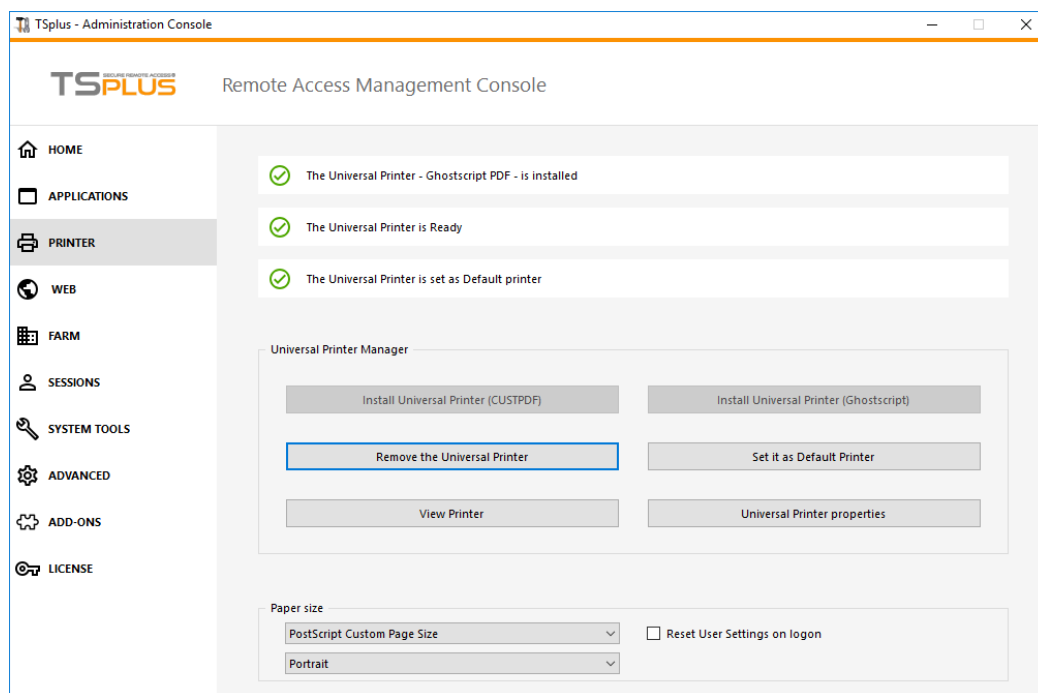 TSplus - Administration Console
TSPLUS
SECURE REMOTE ACCESS®
Remote Access Management Console
HOME
APPLICATIONS
PRINTER
WEB
FARM
SESSIONS
SYSTEM TOOLS
ADVANCED
ADD-ONS
LICENSE
The Universal Printer - Ghostscript PDF - is installed
The Universal Printer is Ready
The Universal Printer is set as Default printer
Universal Printer Manager
Install Universal Printer (CUSTPDF)
Install Universal Printer (Ghostscript)
Remove the Universal Printer
Set it as Default Printer
View Printer
Universal Printer properties
Paper size
PostScript Custom Page Size
Reset User Settings on logon
Portrait